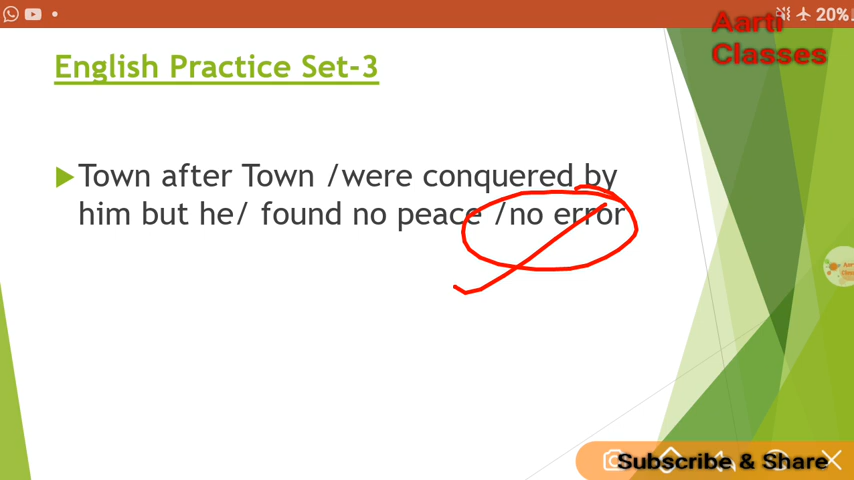 20%
Aarti
Classes
English Practice Set-3
Town after Town /were conquered by
him but he/ found no peace /no error
Subscribe & Share